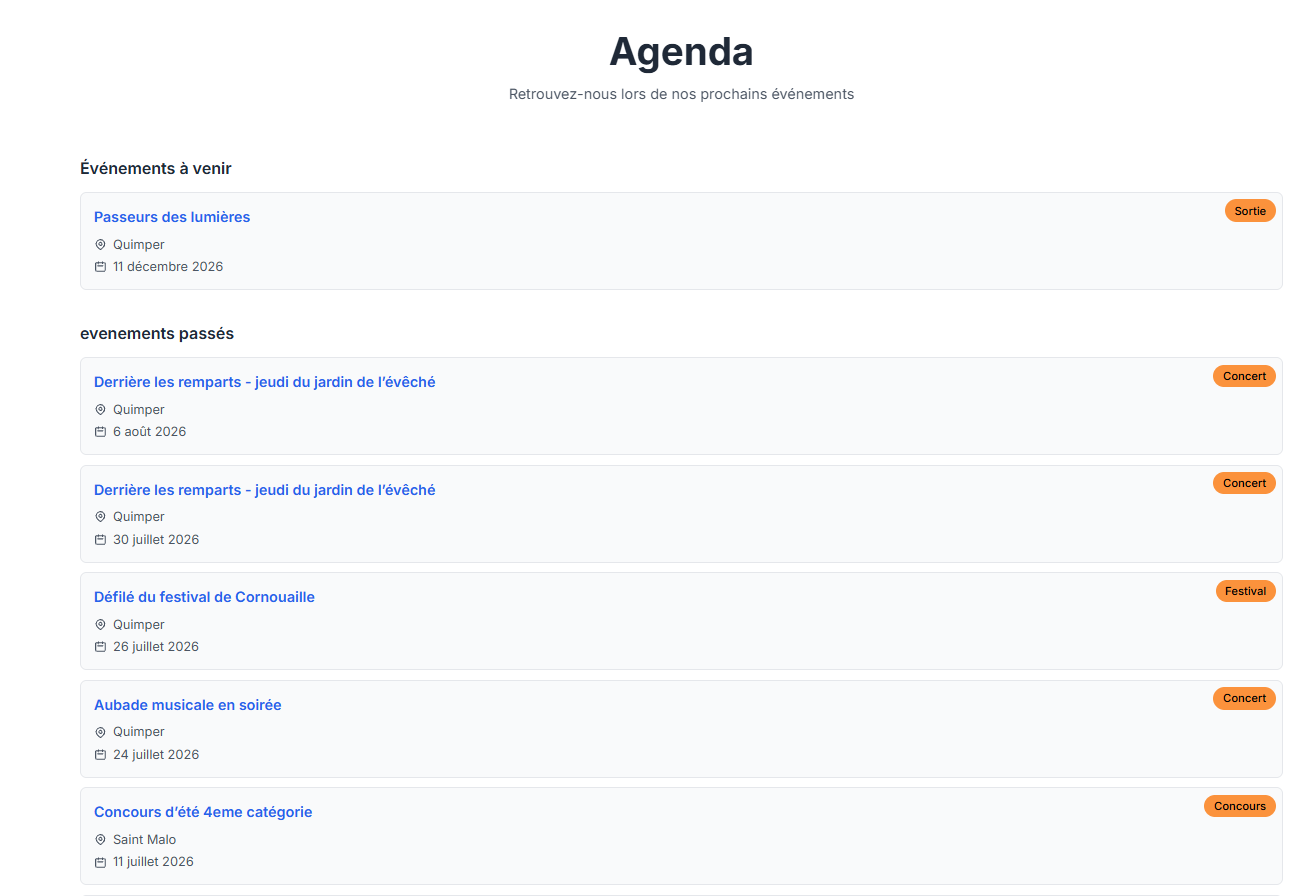 Agenda
Retrouvez-nous lors de nos prochains événements
Événements à venir
Passeurs des lumières
Sortie
Quimper
11 décembre 2026
evenements passés
Derrière les remparts - jeudi du jardin de l’évêché
Concert
Quimper
6 août 2026
Derrière les remparts - jeudi du jardin de l’évêché
Concert
Quimper
30 juillet 2026
Défilé du festival de Cornouaille
Festival
Quimper
26 juillet 2026
Aubade musicale en soirée
Concert
Quimper
24 juillet 2026
Concours d’été 4eme catégorie
Concours
Saint Malo
11 juillet 2026